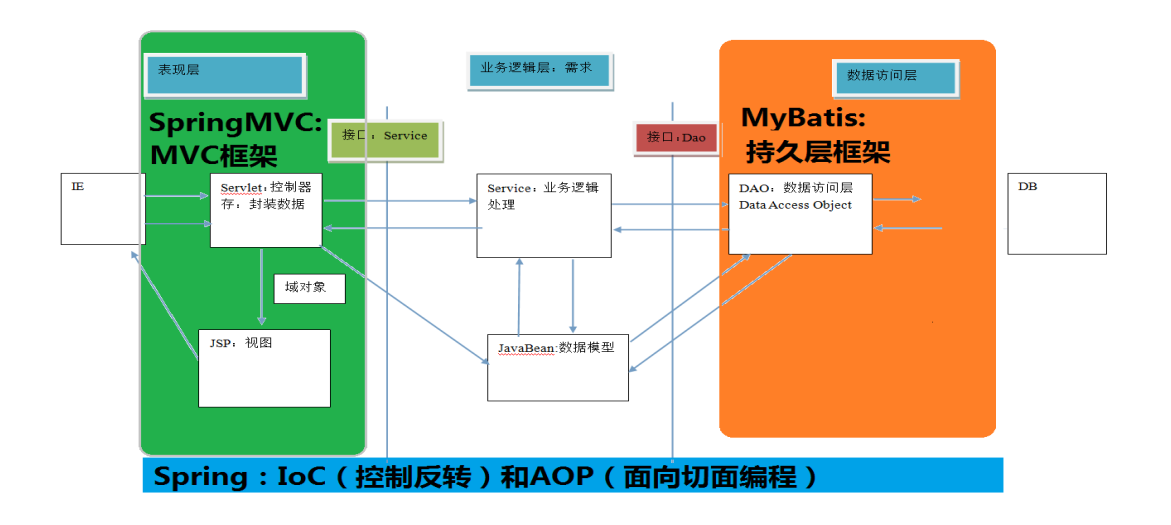 表现层
业务逻辑层：需求
数据访问层
SpringMVC:
MVC框架
接口：Service
接口：Dao
MyBatis:
持久层框架
IE
Servlet：控制器
存：封装数据
Service：业务逻辑
处理
DAO：数据访问层
Data Access Object
DB
域对象
JSP：视图
JavaBean:数据模型
Spring：IoC（控制反转）和AOP（面向切面编程）